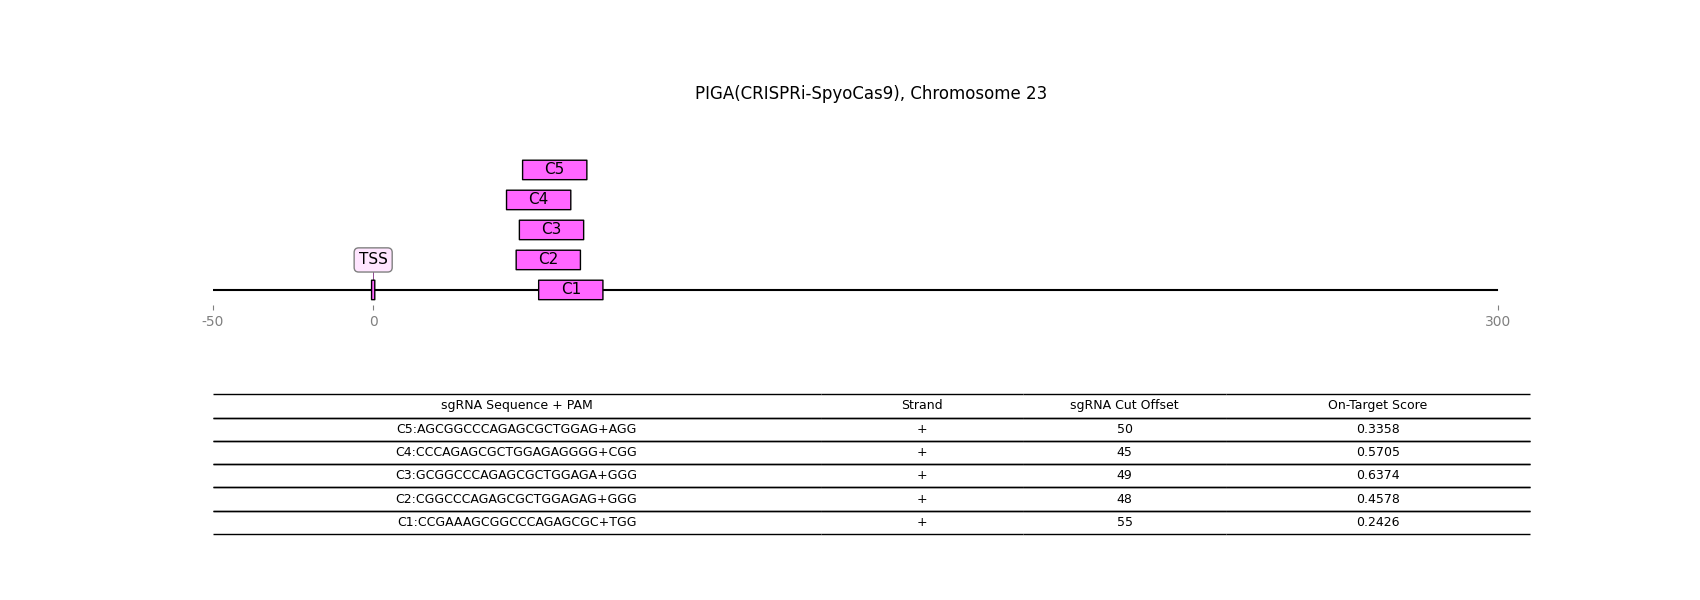 PIGA(CRISPRi-SpyoCas9), Chromosome 23
C5
C4
C3
TSS C2
C1
-50 0 300
sgRNA Sequence + PAM Strand sgRNA Cut Offset On-Target Score
C5:AGCGGCCCAGAGCGCTGGAG+AGG + 50 0.3358
C4:CCCAGAGCGCTGGAGAGGGG+CGG + 45 0.5705
C3:GCGGCCCAGAGCGCTGGAGA+GGG + 49 0.6374
C2:CGGCCCAGAGCGCTGGAGAG+GGG + 48 0.4578
C1:CCGAAAGCGGCCCAGAGCGC+TGG + 55 0.2426